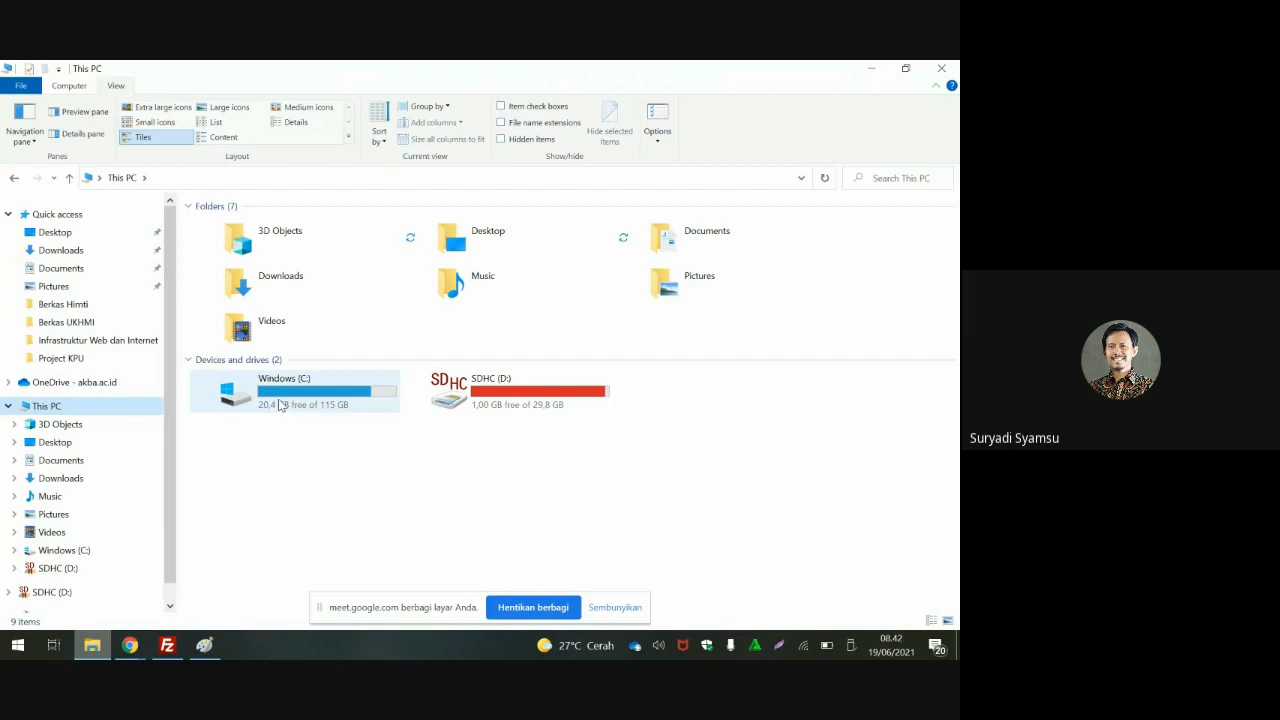 This PC
File
Computer
View
Navigation pane
Preview pane
Details pane
Panes
Extra large icons
Large icons
Medium icons
Small icons
List
Details
Tiles
Content
Layout
Sort by
Group by
Add columns
Size all columns to fit
Current view
Item check boxes
File name extensions
Hidden items
Hide selected items
Show/hide
Options
This PC
Search This PC
Quick access
Desktop
Downloads
Documents
Pictures
Berkas Himti
Berkas UKHMI
Infrastruktur Web dan Internet
Project KPU
OneDrive - akba.ac.id
This PC
3D Objects
Desktop
Documents
Downloads
Music
Pictures
Videos
Windows (C:)
SDHC (D:)
SDHC (D:)
9 items
Folders (7)
3D Objects
Desktop
Documents
Downloads
Music
Pictures
Videos
Devices and drives (2)
Windows (C:)
20,4 GB free of 115 GB
SDHC
SDHC (D:)
1,00 GB free of 29,8 GB
meet.google.com berbagi layar Anda.
Hentikan berbagi
Sembunyikan
Fz
27°C Cerah
08.42
19/06/2021
20
Suryadi Syamsu